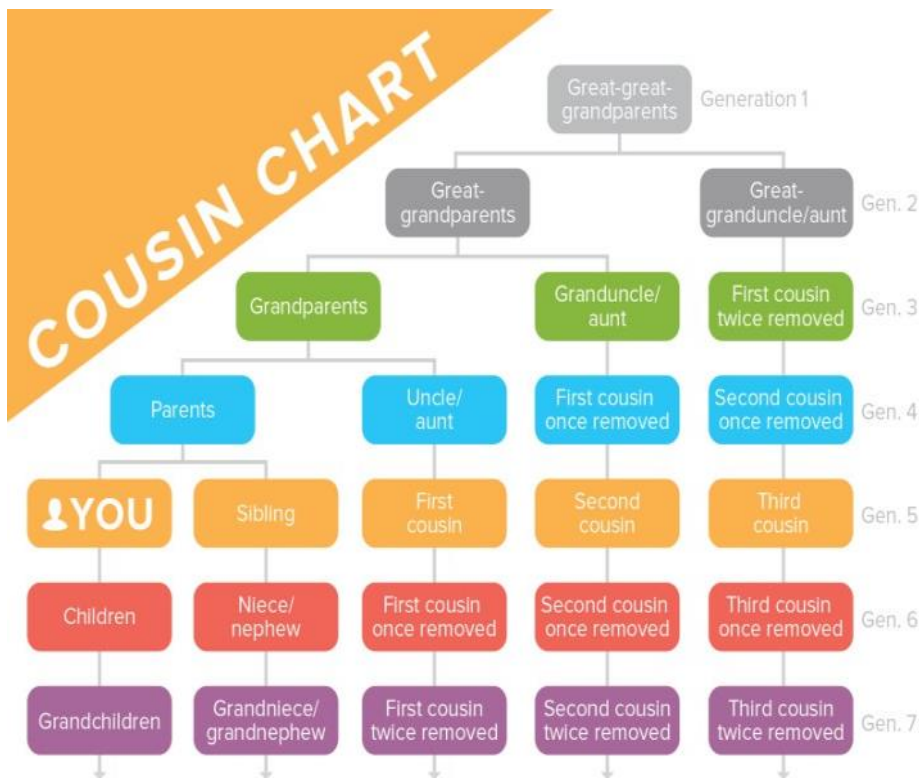 COUSIN CHART
Great-great-
grandparents
Generation 1
Great-
grandparents
Great-
granduncle/aunt
Gen. 2
Grandparents
Granduncle/
aunt
First cousin
twice removed
Gen. 3
Parents
Uncle/
aunt
First cousin
once removed
Second cousin
once removed
Gen. 4
YOU
Sibling
First
cousin
Second
cousin
Third
cousin
Gen. 5
Children
Niece/
nephew
First cousin
once removed
Second cousin
once removed
Third cousin
once removed
Gen. 6
Grandchildren
Grandniece/
grandnephew
First cousin
twice removed
Second cousin
twice removed
Third cousin
twice removed
Gen. 7